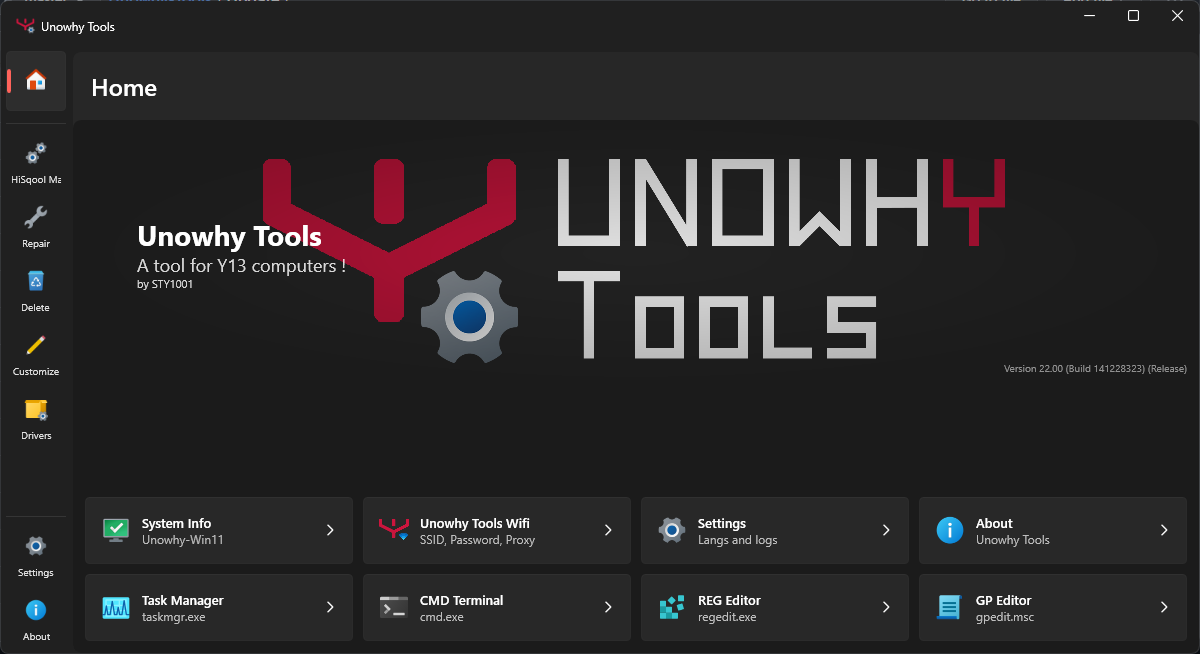 Unowhy Tools
Home
HiSqool Ma
Repair
Delete
Customize
Drivers
Settings
About
UNOWHY
TOOLS
Unowhy Tools
A tool for Y13 computers !
by STY1001
Version 22.00 (Build 141228323) (Release)
System Info
Unowhy-Win11
Unowhy Tools Wifi
SSID, Password, Proxy
Settings
Langs and logs
About
Unowhy Tools
Task Manager
taskmgr.exe
CMD Terminal
cmd.exe
REG Editor
regedit.exe
GP Editor
gpedit.msc